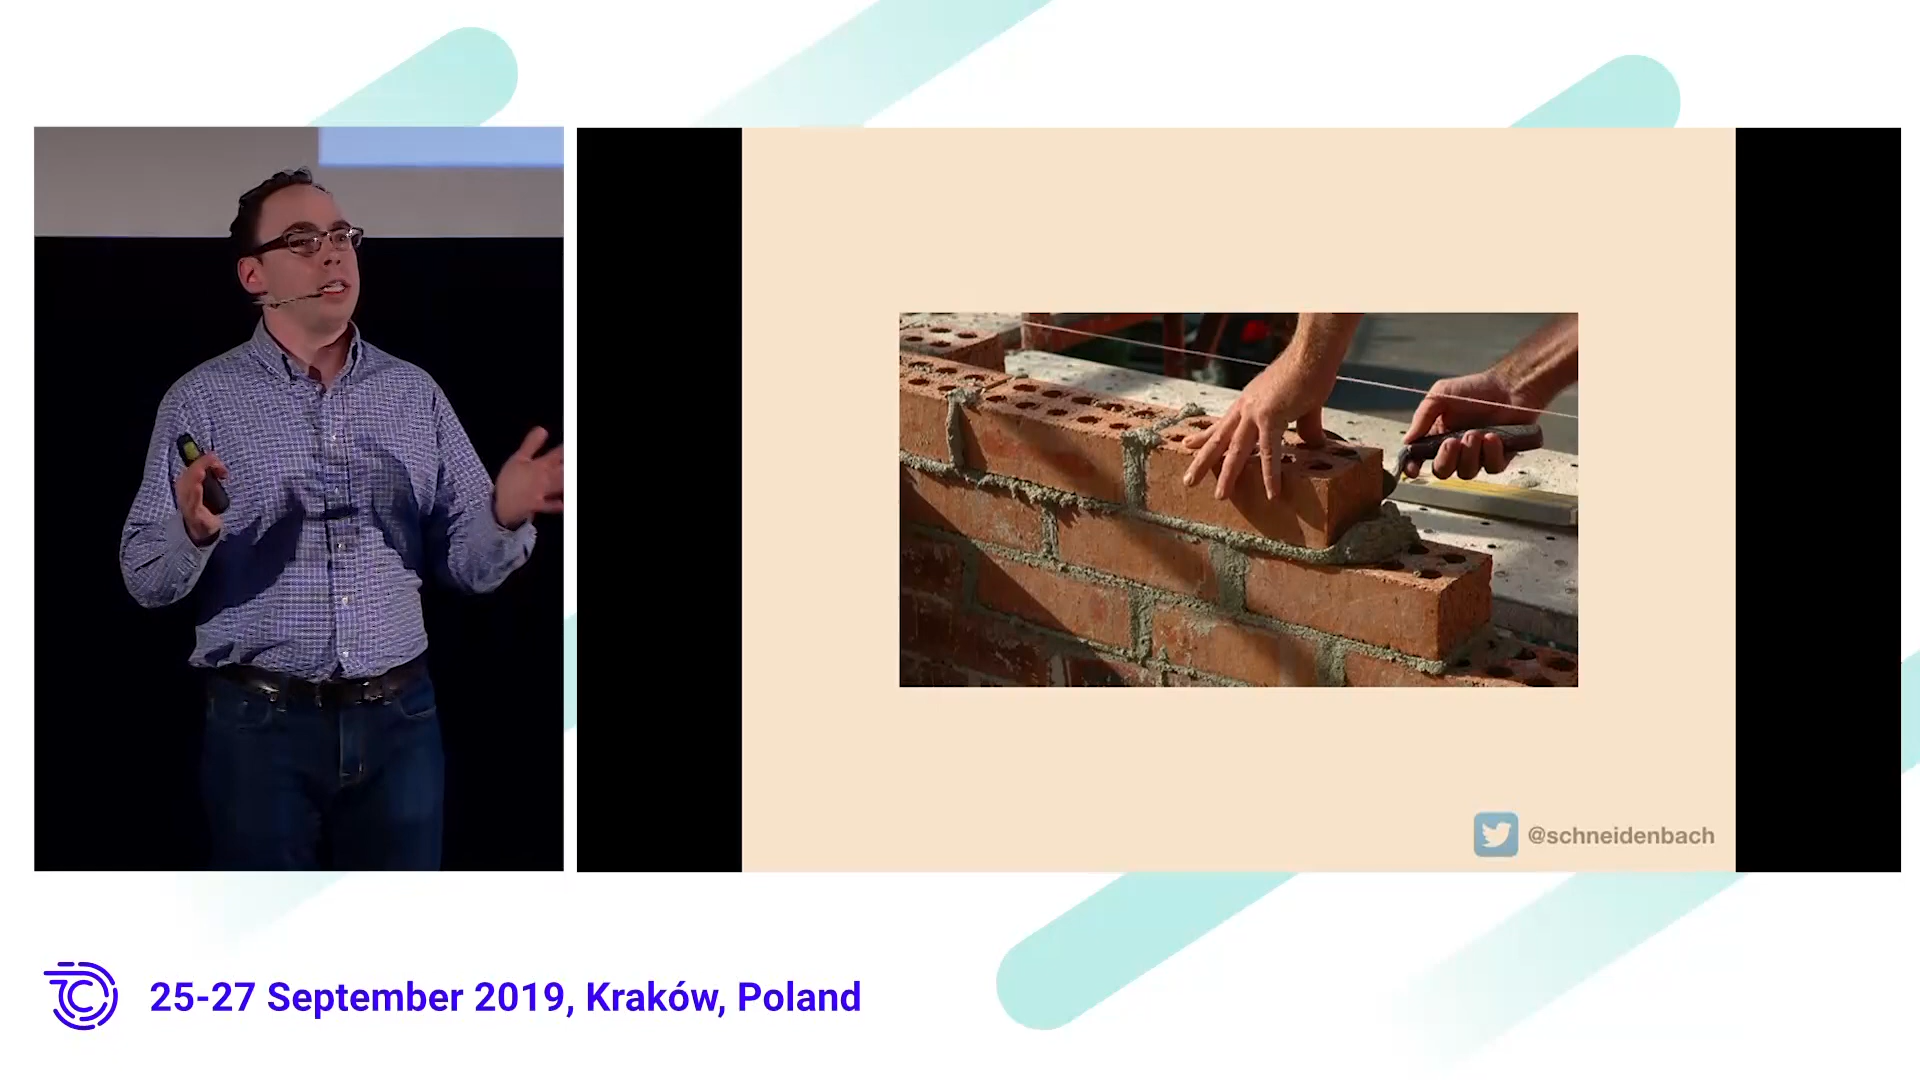 @schneidenbach
25-27 September 2019, Kraków, Poland